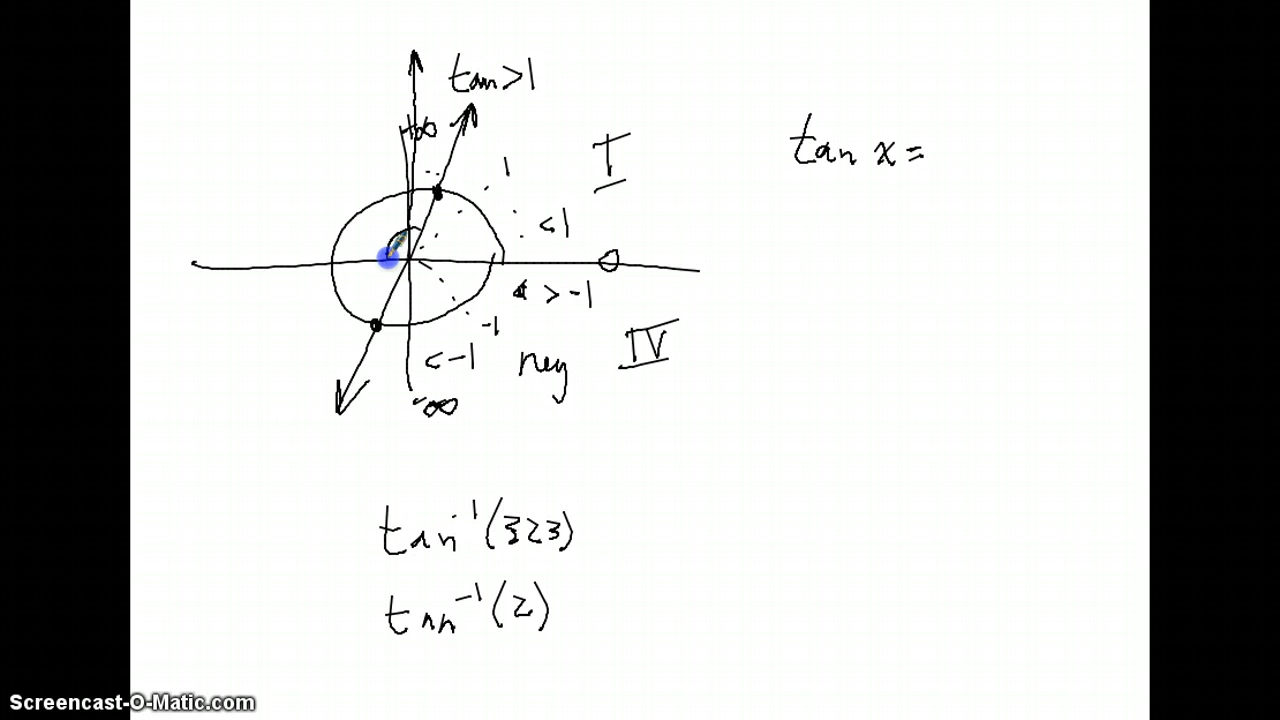 tan>1
+∞
I
1
tan x =
<1
> -1
-1
<-1
neg
IV
-∞
tan⁻¹(323)
tan⁻¹(2)
Screencast-O-Matic.com